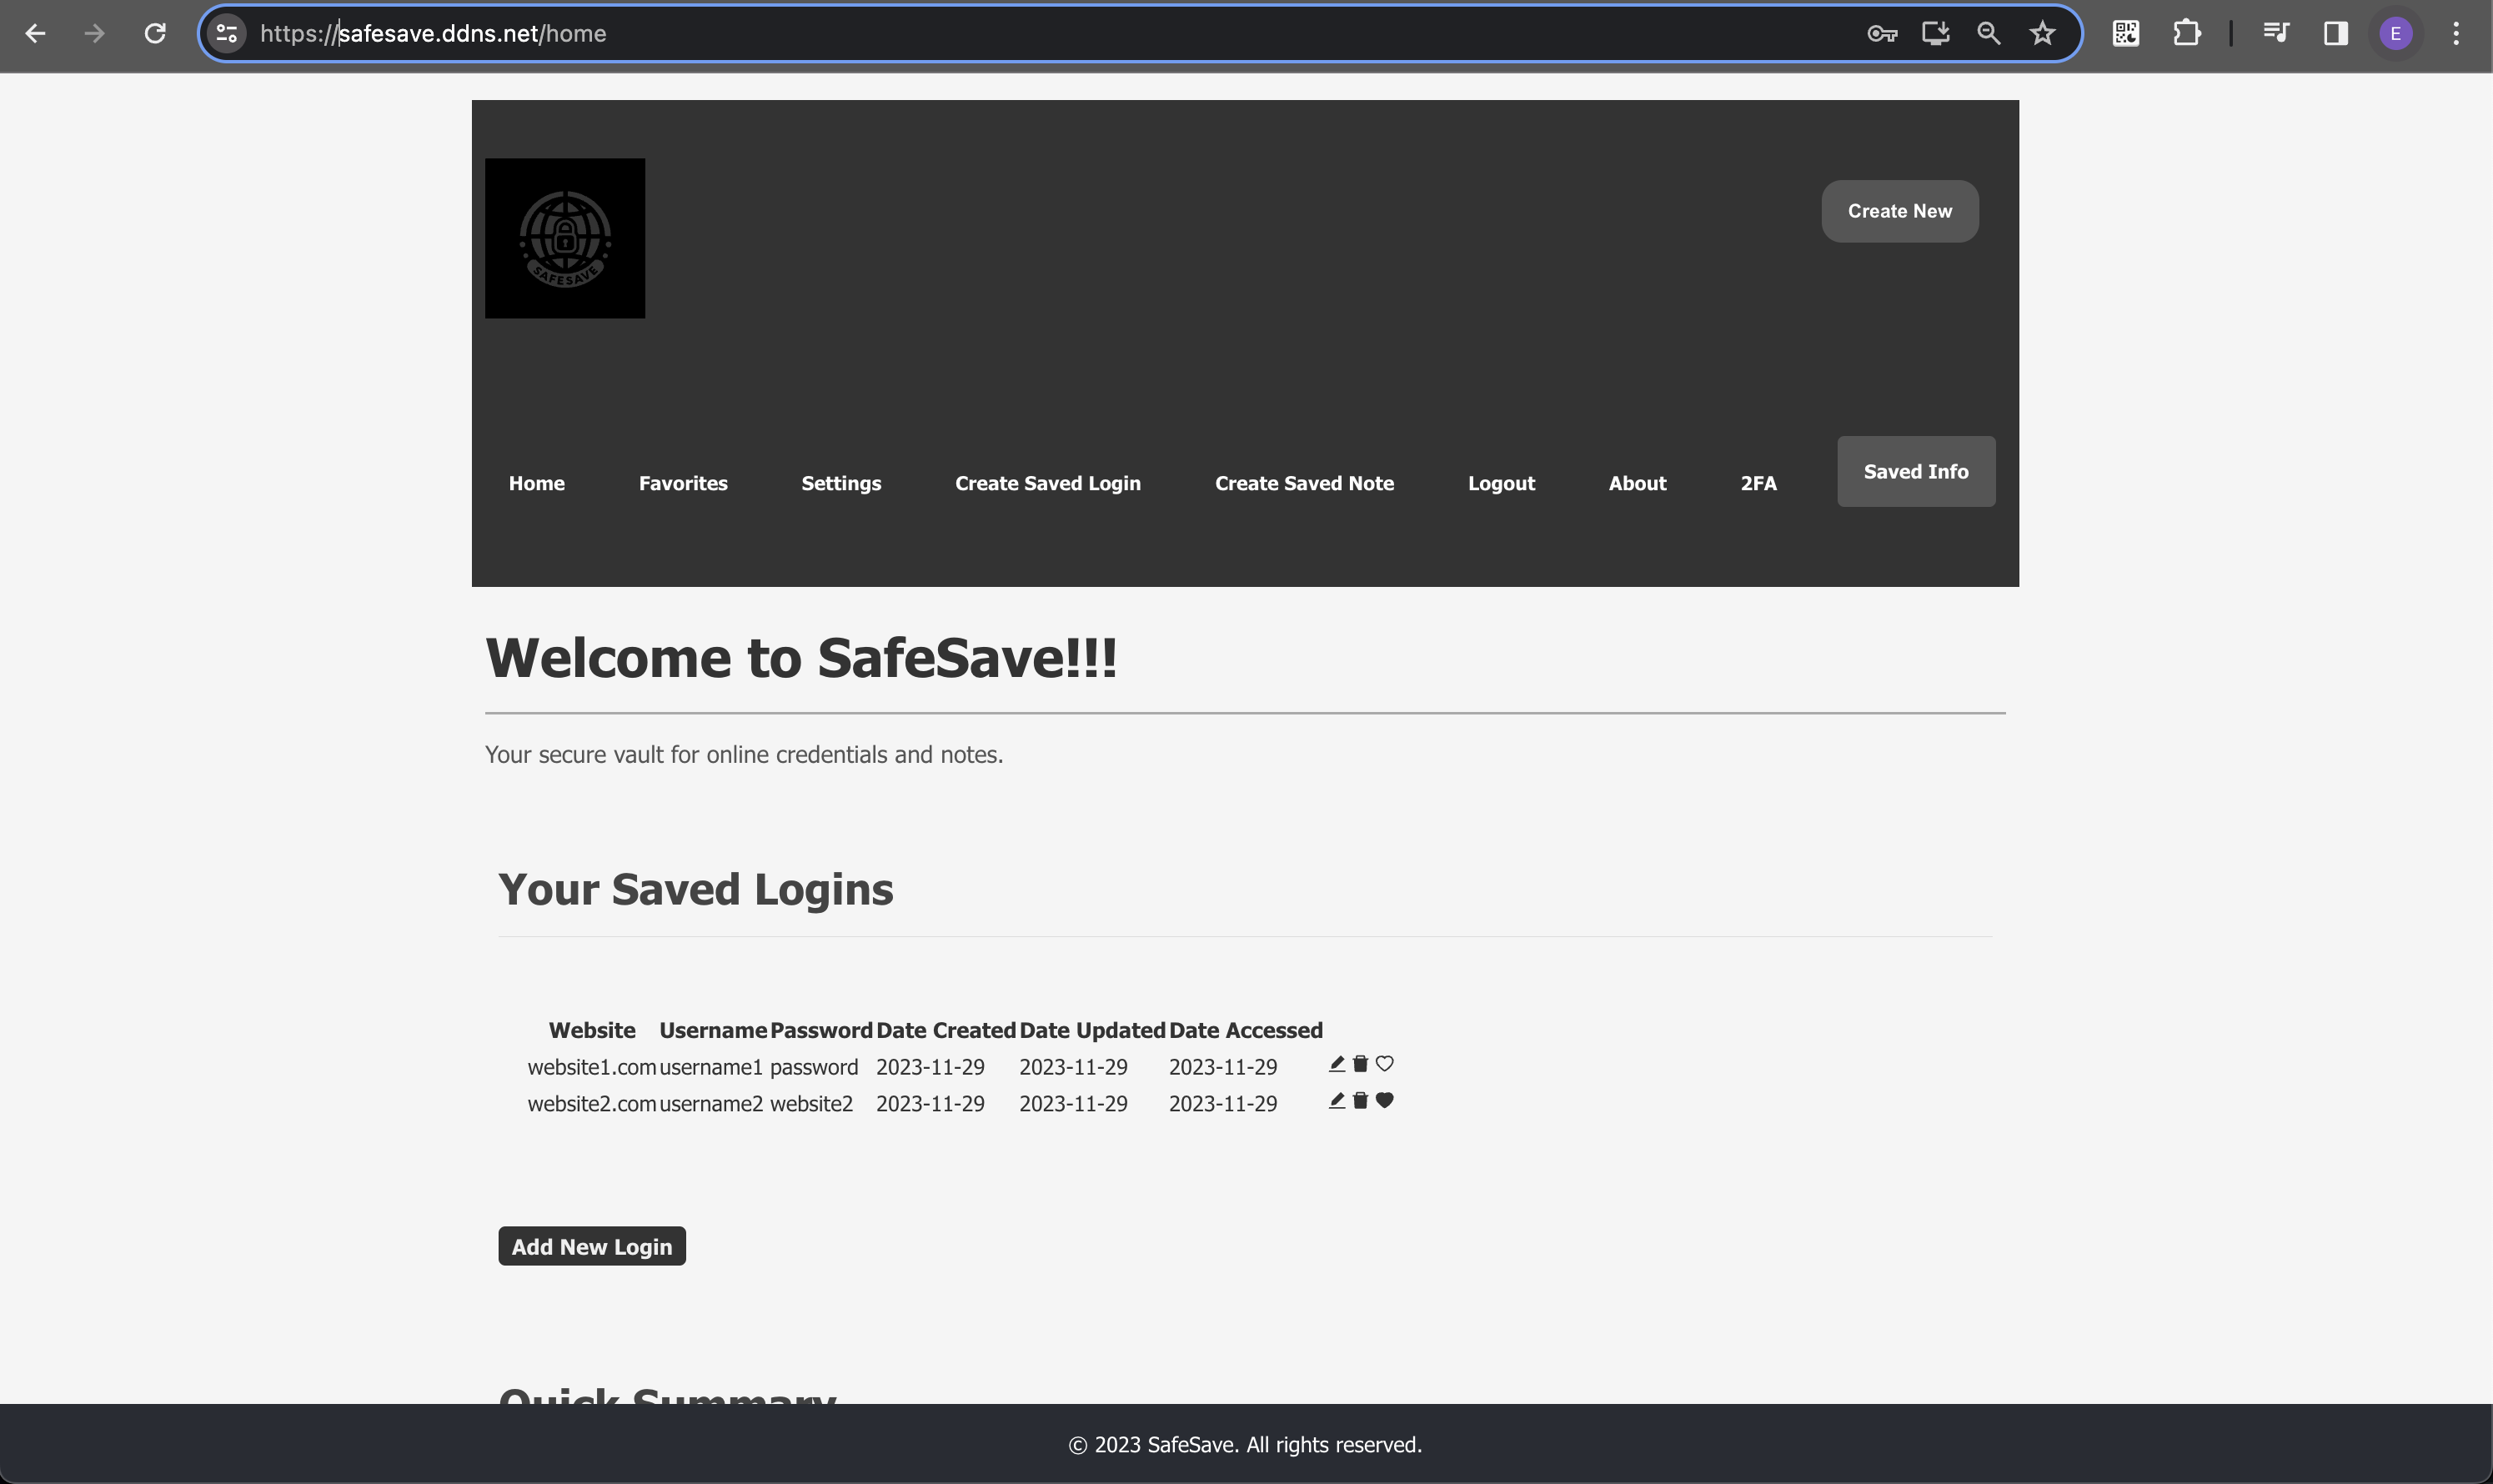 https://safesave.ddns.net/home
E
SAFESAVE
Create New
Home Favorites Settings Create Saved Login Create Saved Note Logout About 2FA Saved Info
Welcome to SafeSave!!!
Your secure vault for online credentials and notes.
Your Saved Logins
Website Username Password Date Created Date Updated Date Accessed
website1.com username1 password 2023-11-29 2023-11-29 2023-11-29
website2.com username2 website2 2023-11-29 2023-11-29 2023-11-29
Add New Login
Quick Summary
© 2023 SafeSave. All rights reserved.